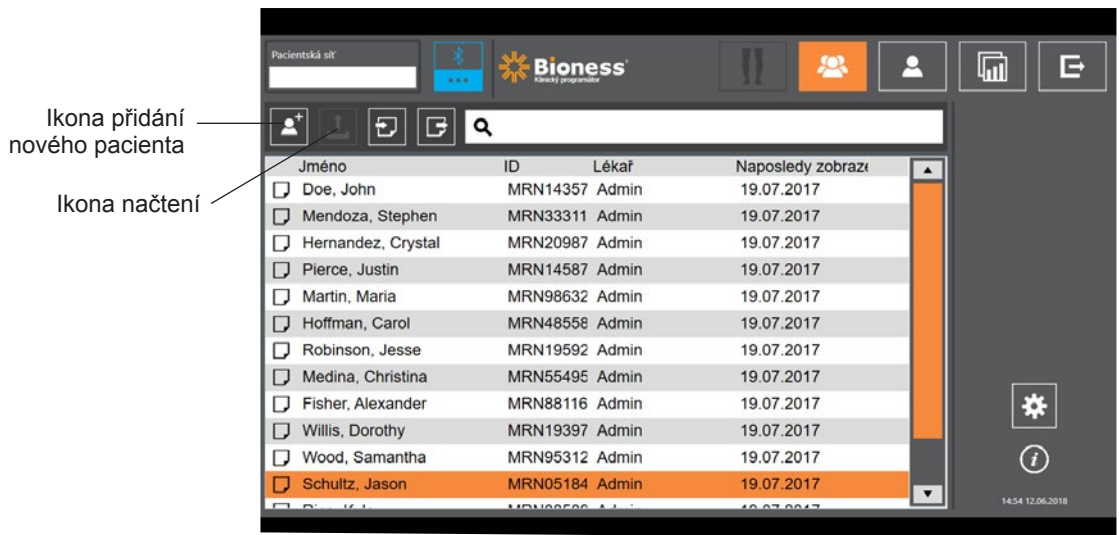 Pacientská síť
Bioness
Klinický programátor
Ikona přidání
nového pacienta
Ikona načtení
Jméno ID Lékař Naposledy zobraze
Doe, John MRN14357 Admin 19.07.2017
Mendoza, Stephen MRN33311 Admin 19.07.2017
Hernandez, Crystal MRN20987 Admin 19.07.2017
Pierce, Justin MRN14587 Admin 19.07.2017
Martin, Maria MRN98632 Admin 19.07.2017
Hoffman, Carol MRN48558 Admin 19.07.2017
Robinson, Jesse MRN19592 Admin 19.07.2017
Medina, Christina MRN55495 Admin 19.07.2017
Fisher, Alexander MRN88116 Admin 19.07.2017
Willis, Dorothy MRN19397 Admin 19.07.2017
Wood, Samantha MRN95312 Admin 19.07.2017
Schultz, Jason MRN05184 Admin 19.07.2017
14:54 12.06.2018